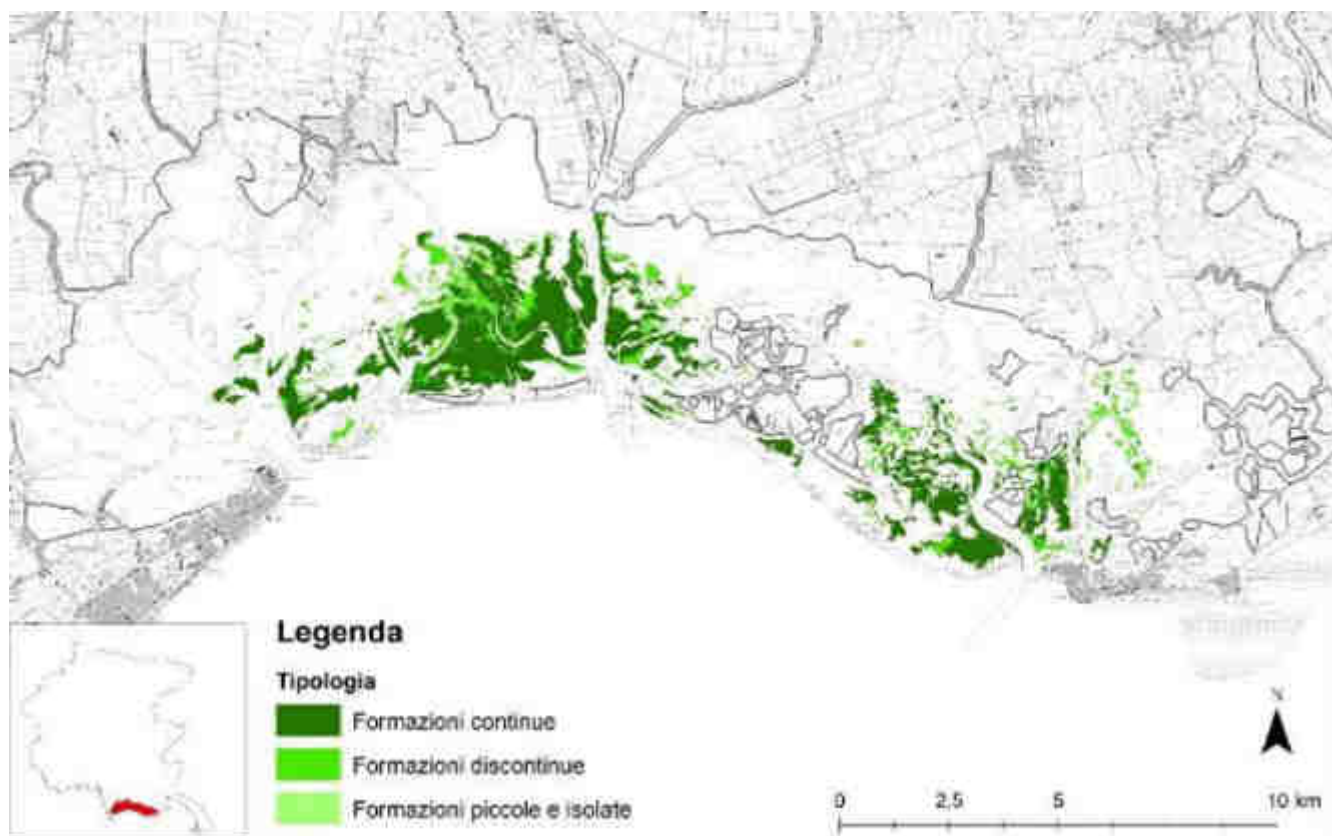 Legenda
Tipologia
Formazioni continue
Formazioni discontinue
Formazioni piccole e isolate
N
0 2.5 5 10 km